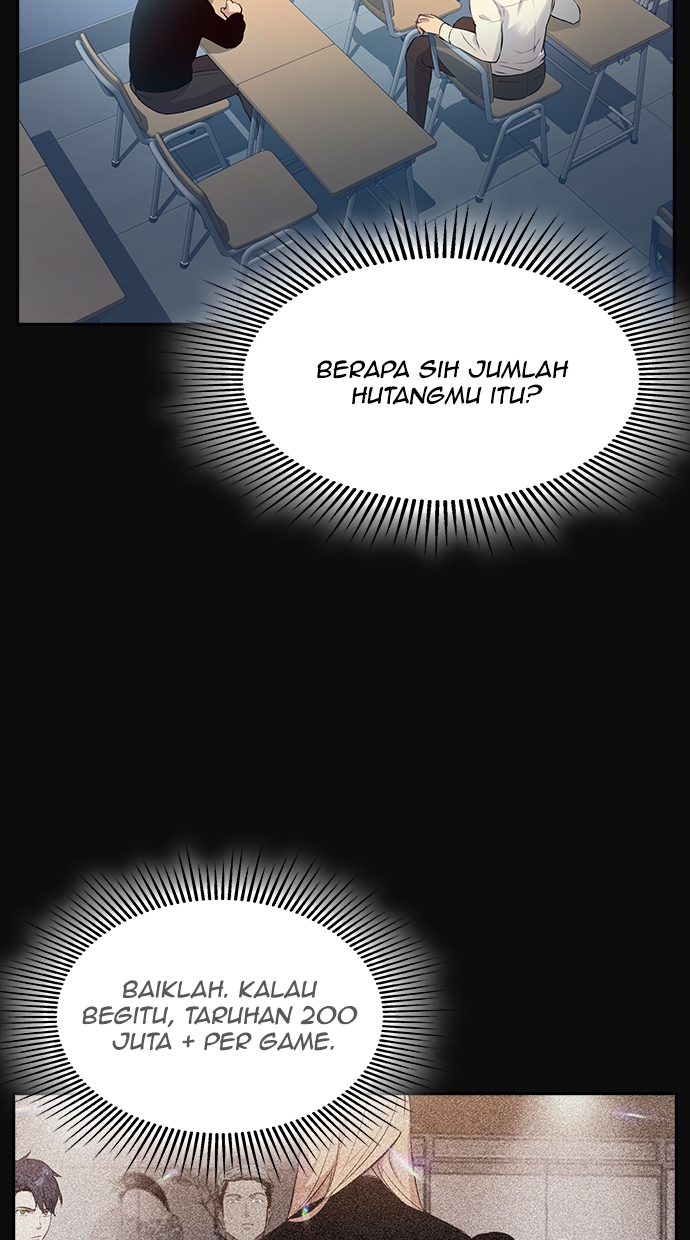 BERAPA SIH JUMLAH
HUTANGMU ITU?
BAIKLAH. KALAU
BEGITU, TARUHAN 200
JUTA + PER GAME.